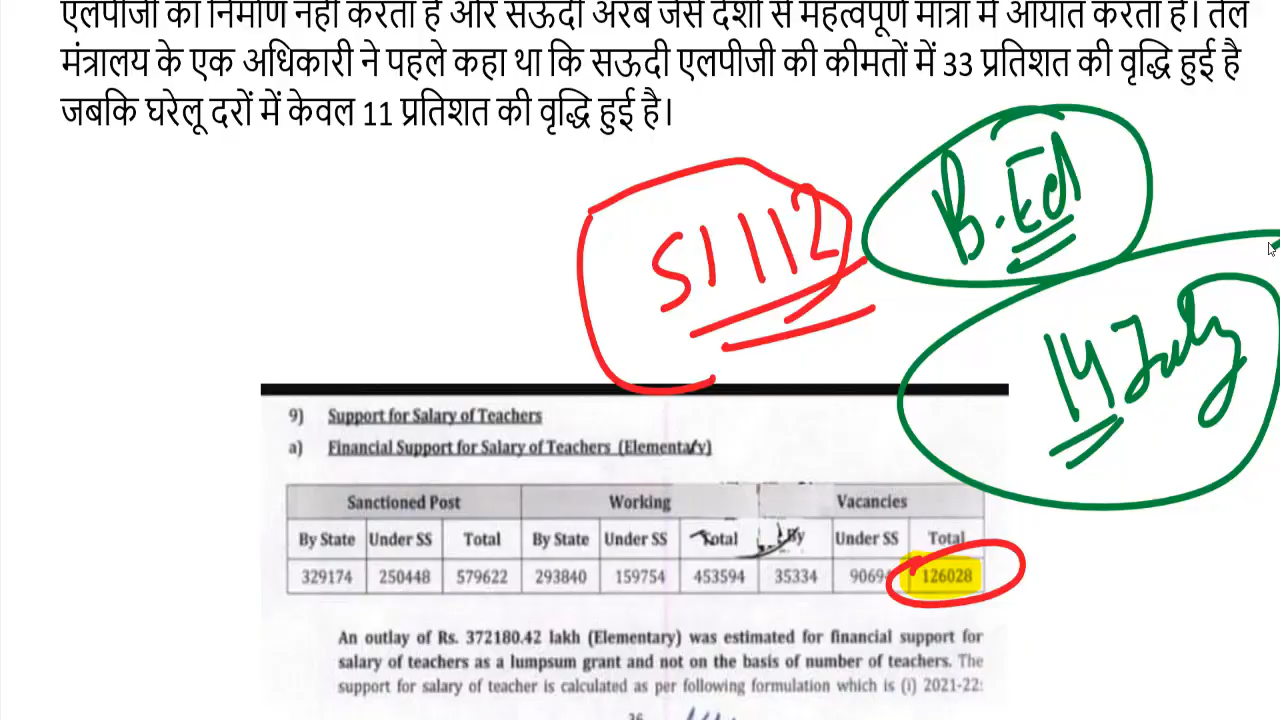 एलपीजी का निर्माण नहीं करता है और सऊदी अरब जैसे देशों से महत्वपूर्ण मात्रा में आयात करता है। तेल
मंत्रालय के एक अधिकारी ने पहले कहा था कि सऊदी एलपीजी की कीमतों में 33 प्रतिशत की वृद्धि हुई है
जबकि घरेलू दरों में केवल 11 प्रतिशत की वृद्धि हुई है।
B.Ed
51112
14 July
9) Support for Salary of Teachers
a) Financial Support for Salary of Teachers (Elementary)
Sanctioned Post Working Vacancies
By State Under SS Total By State Under SS Total By Under SS Total
329174 250448 579622 293840 159754 453594 35334 9069 126028
An outlay of Rs. 372180.42 lakh (Elementary) was estimated for financial support for
salary of teachers as a lumpsum grant and not on the basis of number of teachers. The
support for salary of teacher is calculated as per following formulation which is (i) 2021-22: